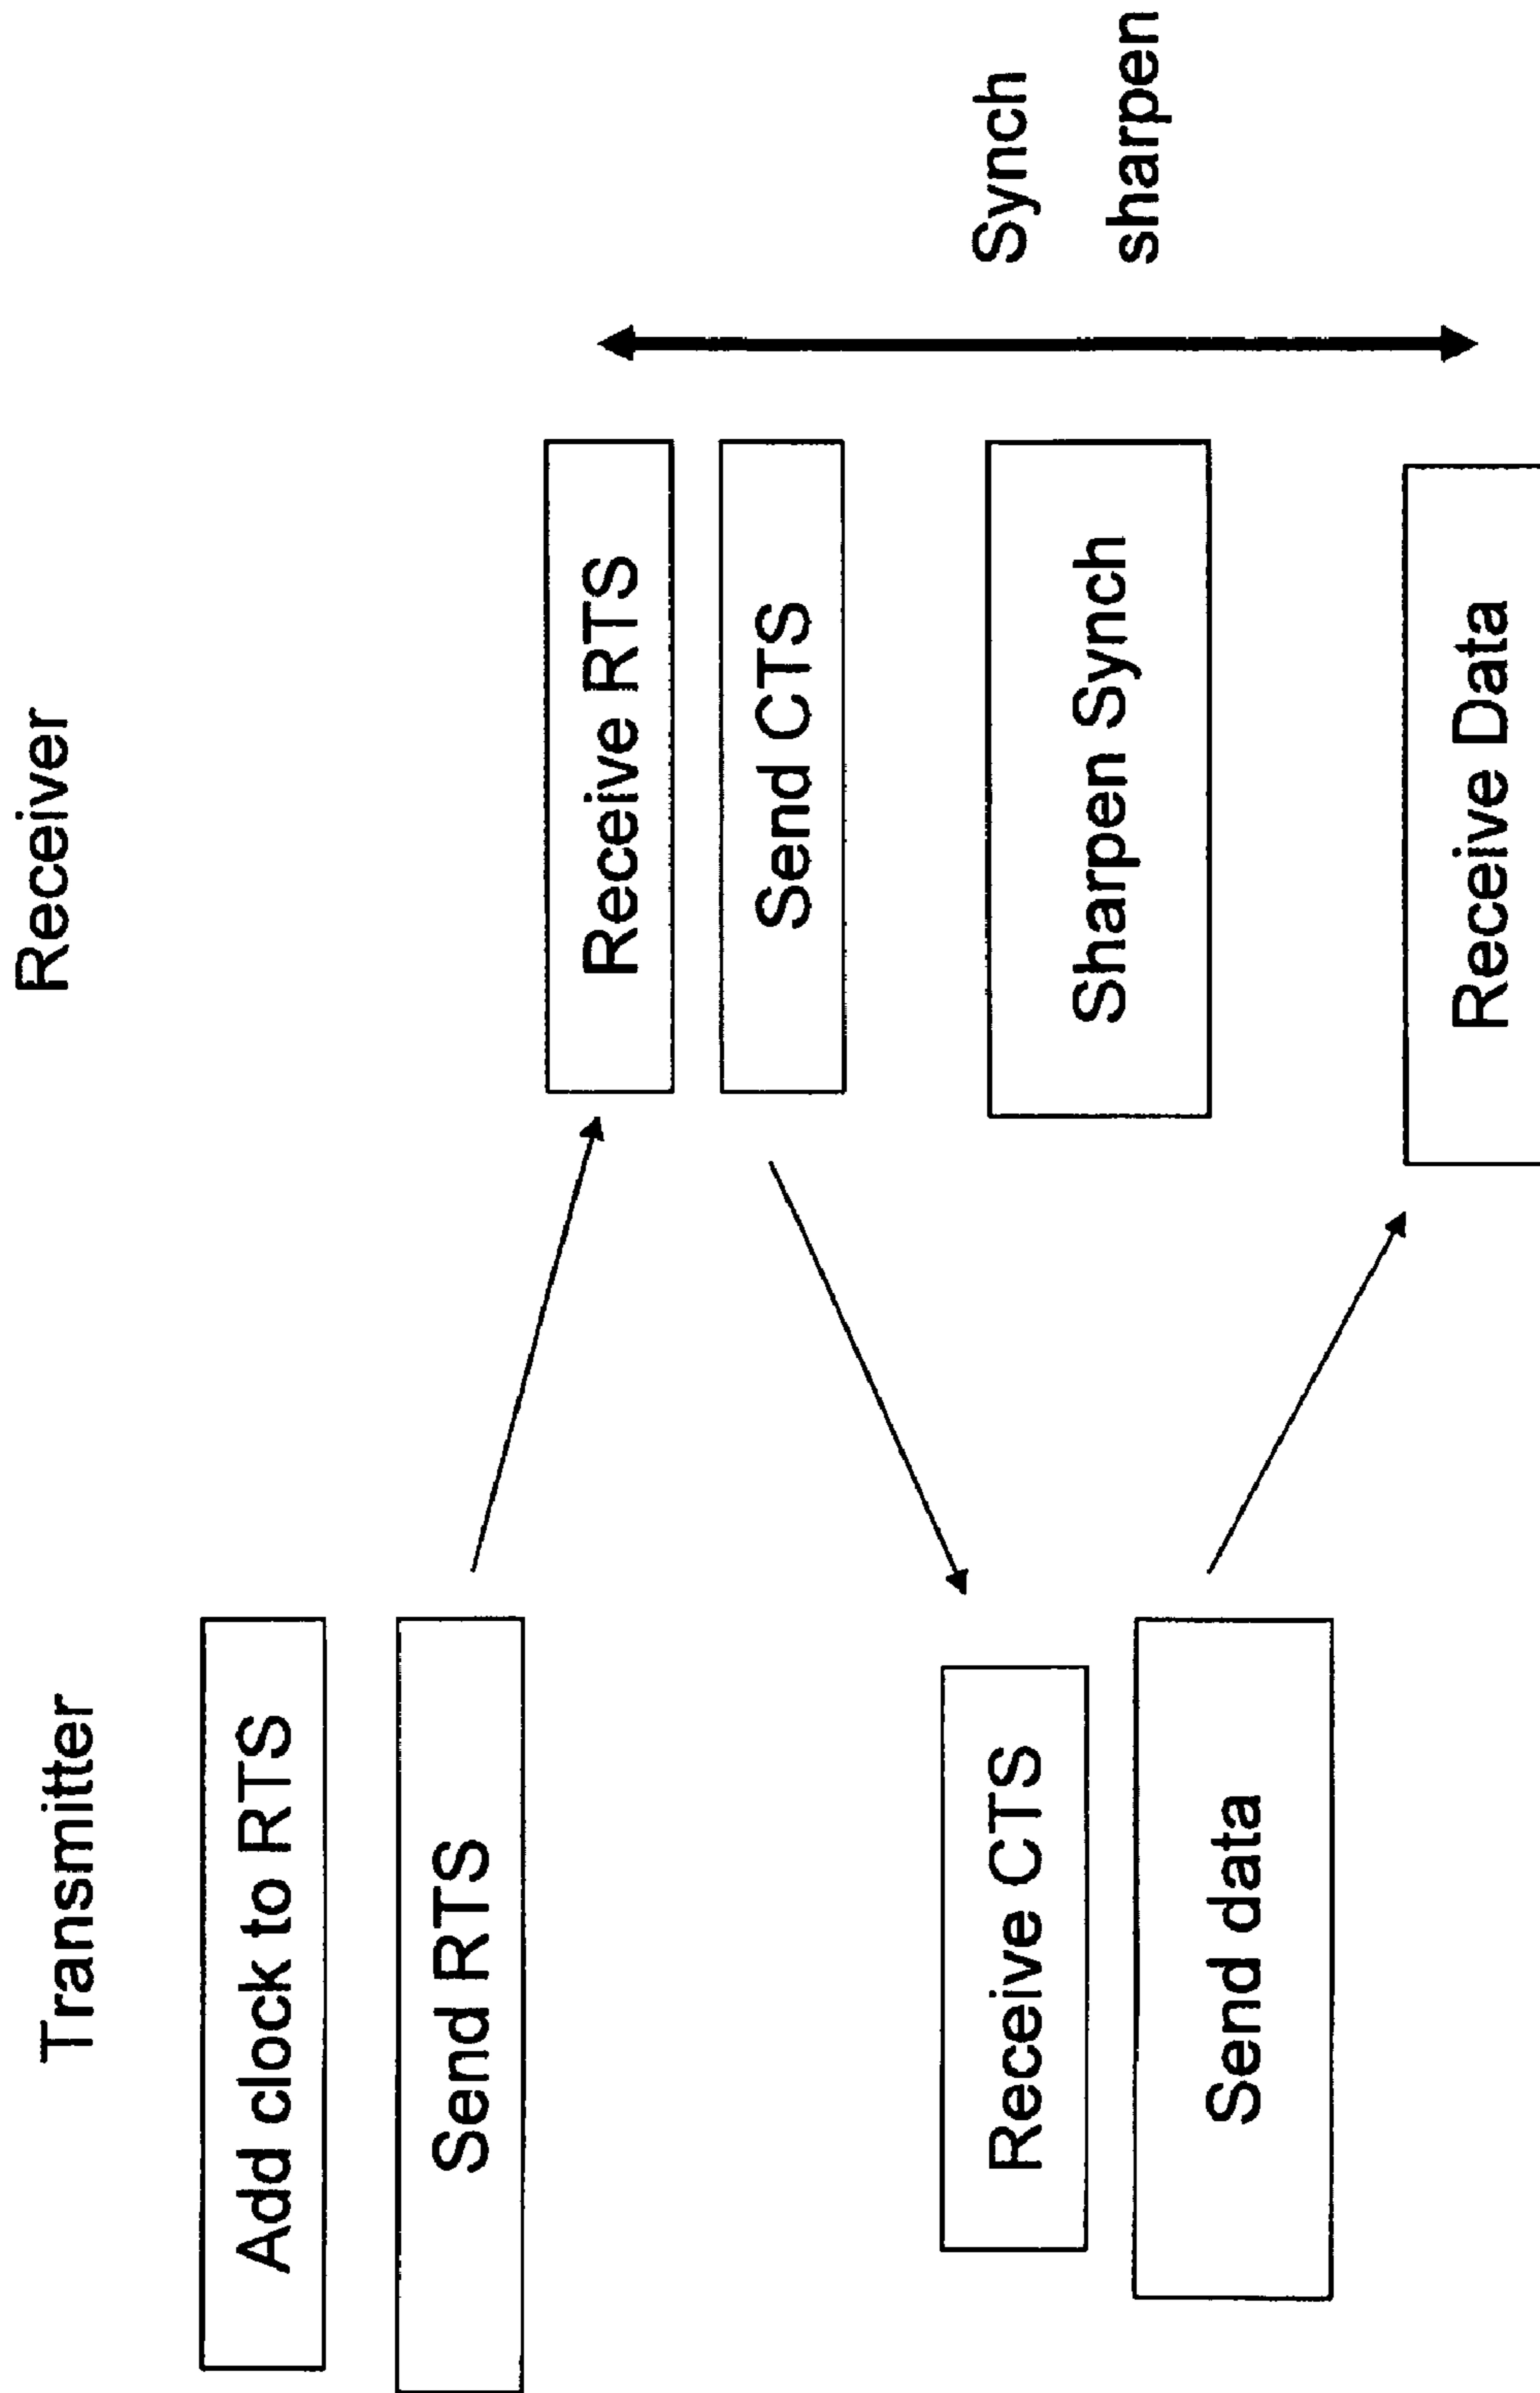 Transmitter
Receiver
Add clock to RTS
Send RTS
Receive RTS
Send CTS
Receive CTS
Sharpen Synch
Send data
Receive Data
Synch
sharpen